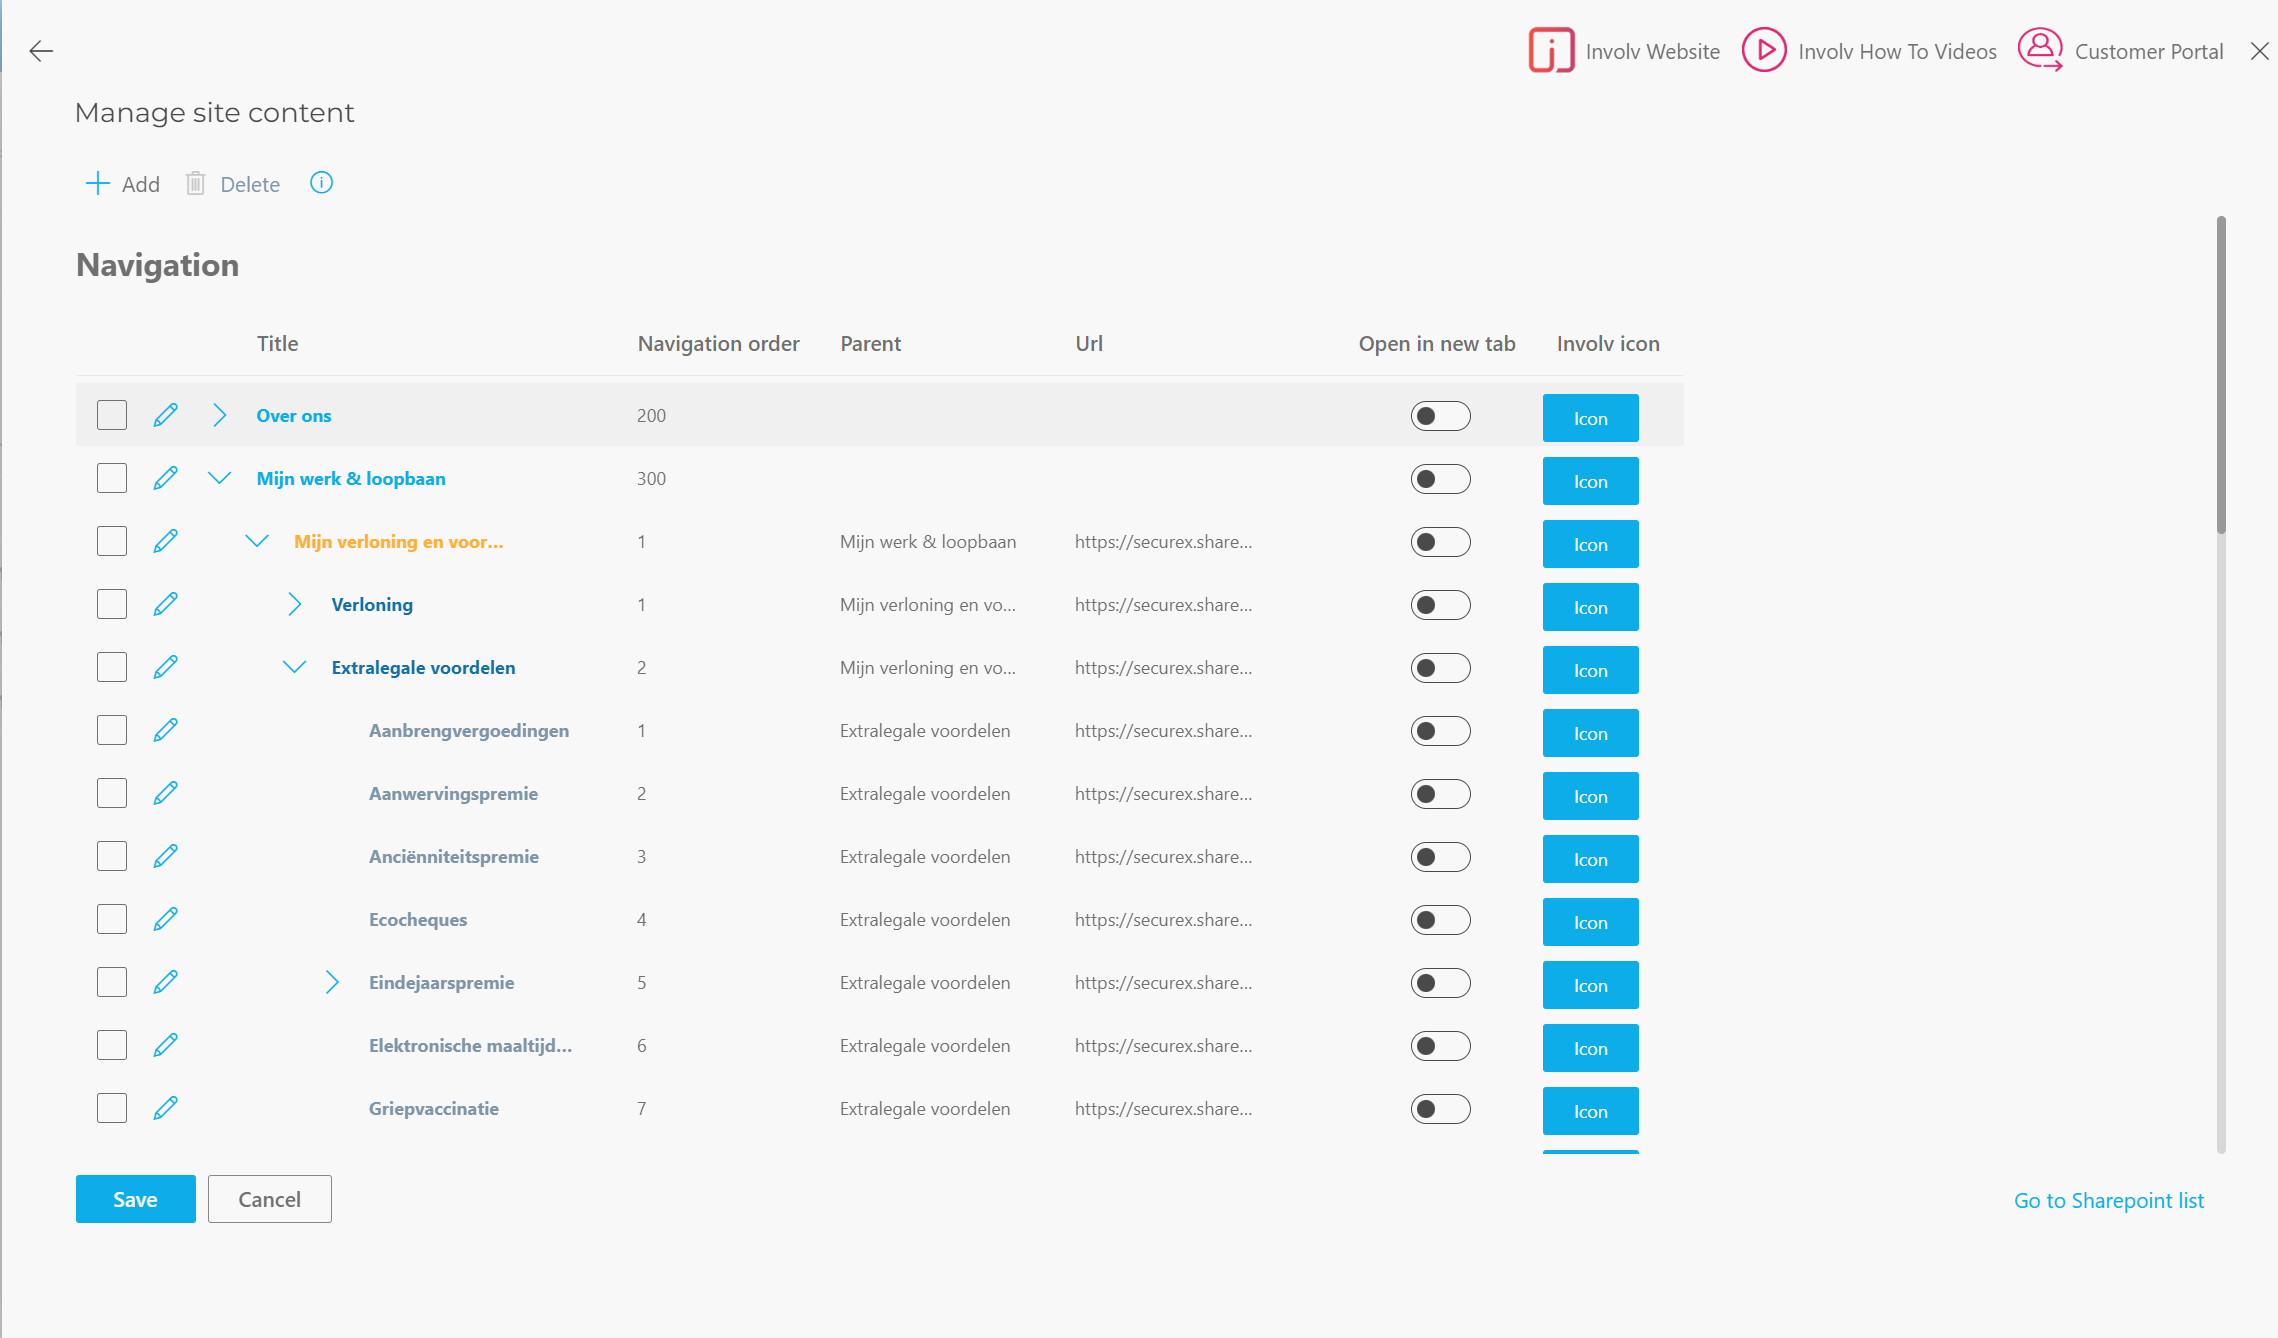 Involv Website Involv How To Videos Customer Portal
Manage site content
Add Delete
Navigation
Title Navigation order Parent Url Open in new tab Involv icon
Over ons 200 Icon
Mijn werk & loopbaan 300 Icon
Mijn verloning en voor... 1 Mijn werk & loopbaan https://securex.share... Icon
Verloning 1 Mijn verloning en vo... https://securex.share... Icon
Extralegale voordelen 2 Mijn verloning en vo... https://securex.share... Icon
Aanbrengvergoedingen 1 Extralegale voordelen https://securex.share... Icon
Aanwervingspremie 2 Extralegale voordelen https://securex.share... Icon
Anciënniteitspremie 3 Extralegale voordelen https://securex.share... Icon
Ecocheques 4 Extralegale voordelen https://securex.share... Icon
Eindejaarspremie 5 Extralegale voordelen https://securex.share... Icon
Elektronische maaltijd... 6 Extralegale voordelen https://securex.share... Icon
Griepvaccinatie 7 Extralegale voordelen https://securex.share... Icon
Save Cancel Go to Sharepoint list